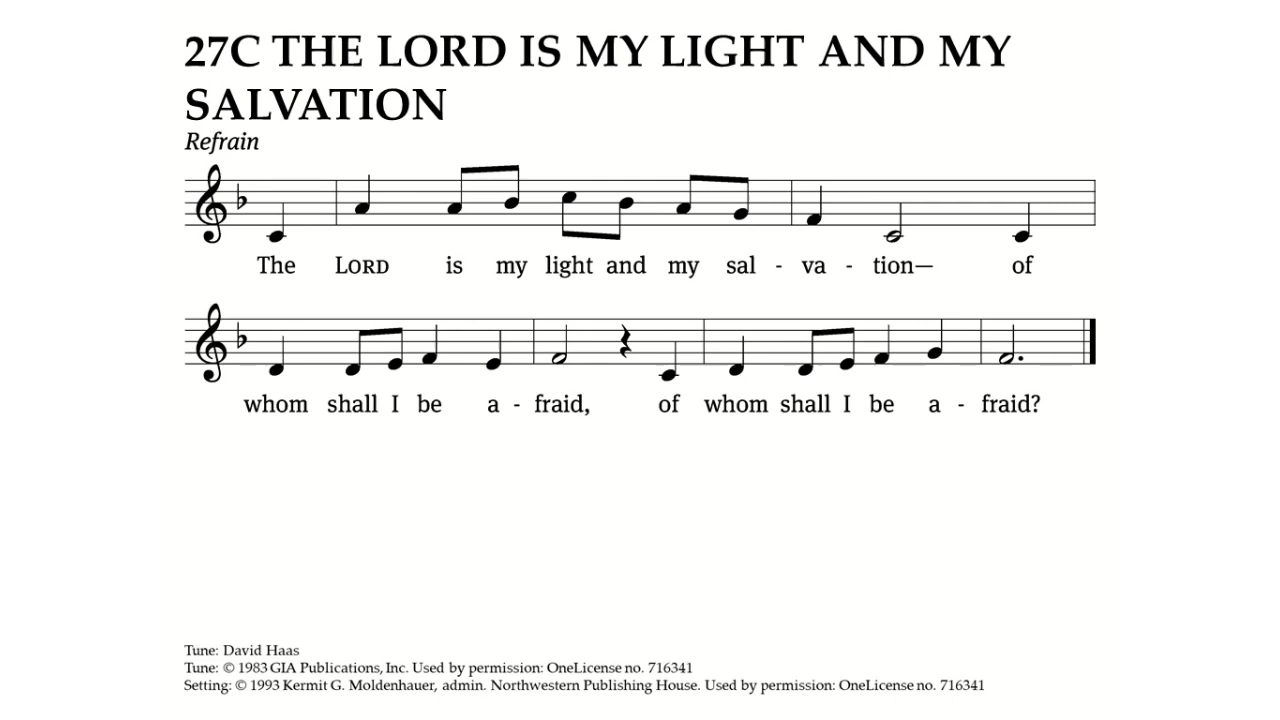 27C THE LORD IS MY LIGHT AND MY
SALVATION
Refrain
The LORD is my light and my sal - va - tion— of
whom shall I be a - fraid, of whom shall I be a - fraid?
Tune: David Haas
Tune: © 1983 GIA Publications, Inc. Used by permission: OneLicense no. 716341
Setting: © 1993 Kermit G. Moldenhauer, admin. Northwestern Publishing House. Used by permission: OneLicense no. 716341